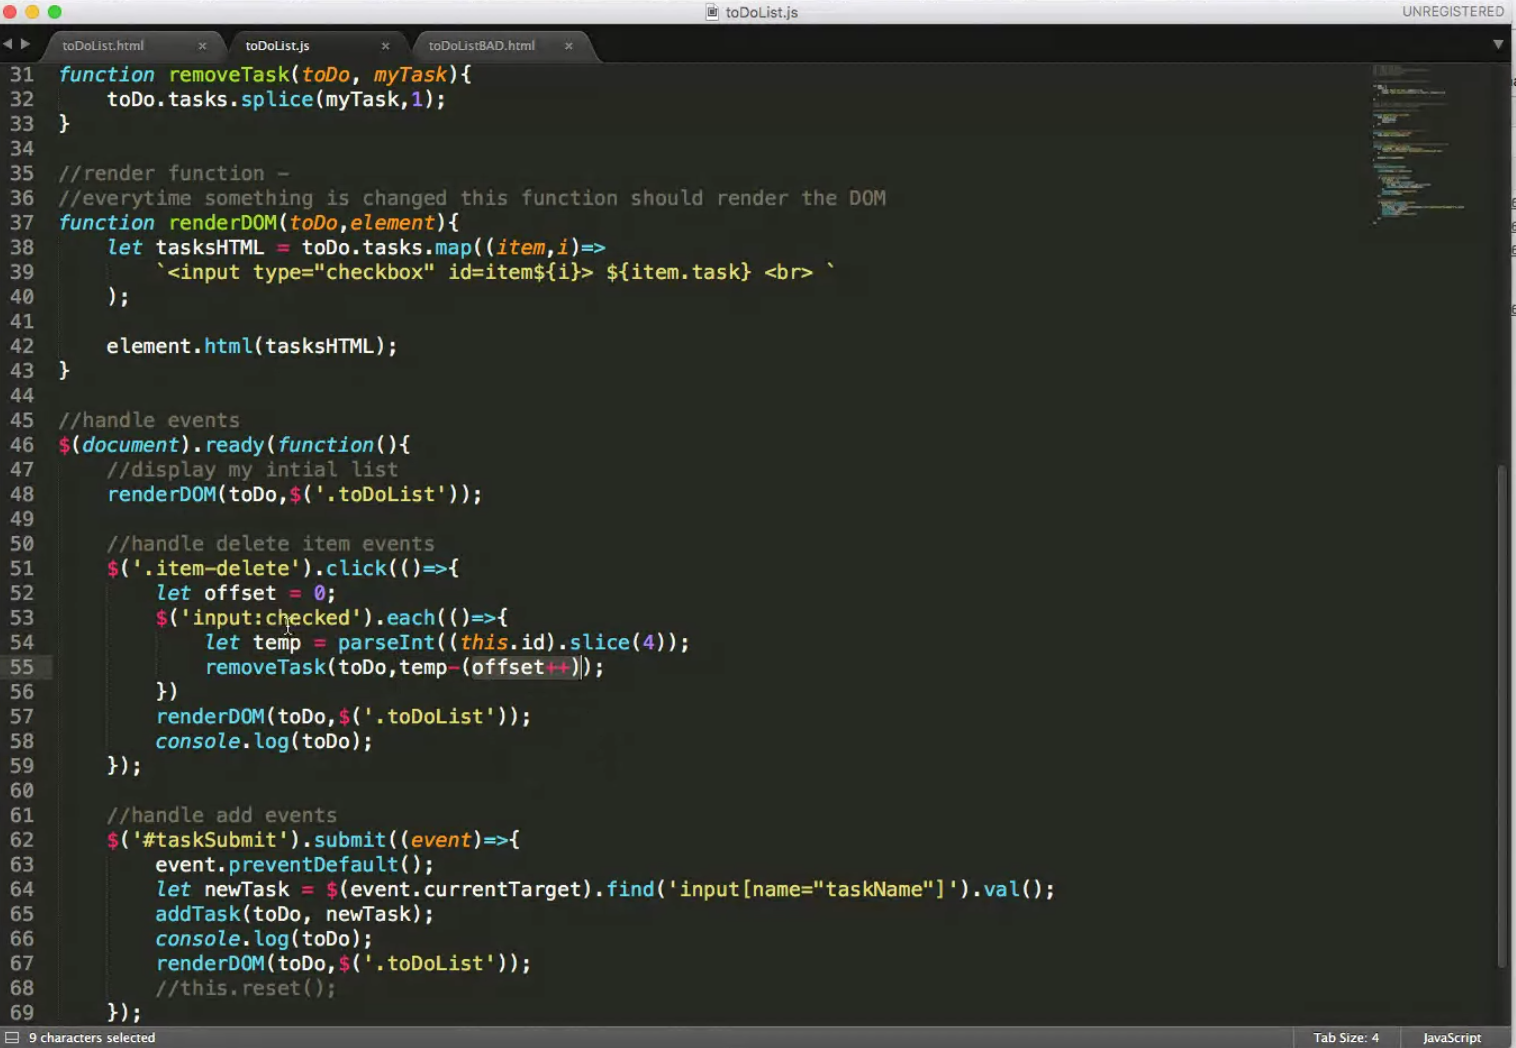 toDoList.js
UNREGISTERED
toDoList.html × toDoList.js × toDoListBAD.html ×
31 function removeTask(toDo, myTask){
32     toDo.tasks.splice(myTask,1);
33 }
34
35 //render function -
36 //everytime something is changed this function should render the DOM
37 function renderDOM(toDo,element){
38     let tasksHTML = toDo.tasks.map((item,i)=>
39         `<input type="checkbox" id=item${i}> ${item.task} <br> `
40     );
41
42     element.html(tasksHTML);
43 }
44
45 //handle events
46 $(document).ready(function(){
47     //display my intial list
48     renderDOM(toDo,$('.toDoList'));
49
50     //handle delete item events
51     $('.item-delete').click(()=>{
52         let offset = 0;
53         $('input:checked').each(()=>{
54             let temp = parseInt((this.id).slice(4));
55             removeTask(toDo,temp-(offset++));
56         })
57         renderDOM(toDo,$('.toDoList'));
58         console.log(toDo);
59     });
60
61     //handle add events
62     $('#taskSubmit').submit((event)=>{
63         event.preventDefault();
64         let newTask = $(event.currentTarget).find('input[name="taskName"]').val();
65         addTask(toDo, newTask);
66         console.log(toDo);
67         renderDOM(toDo,$('.toDoList'));
68         //this.reset();
69     });
9 characters selected
Tab Size: 4
JavaScript